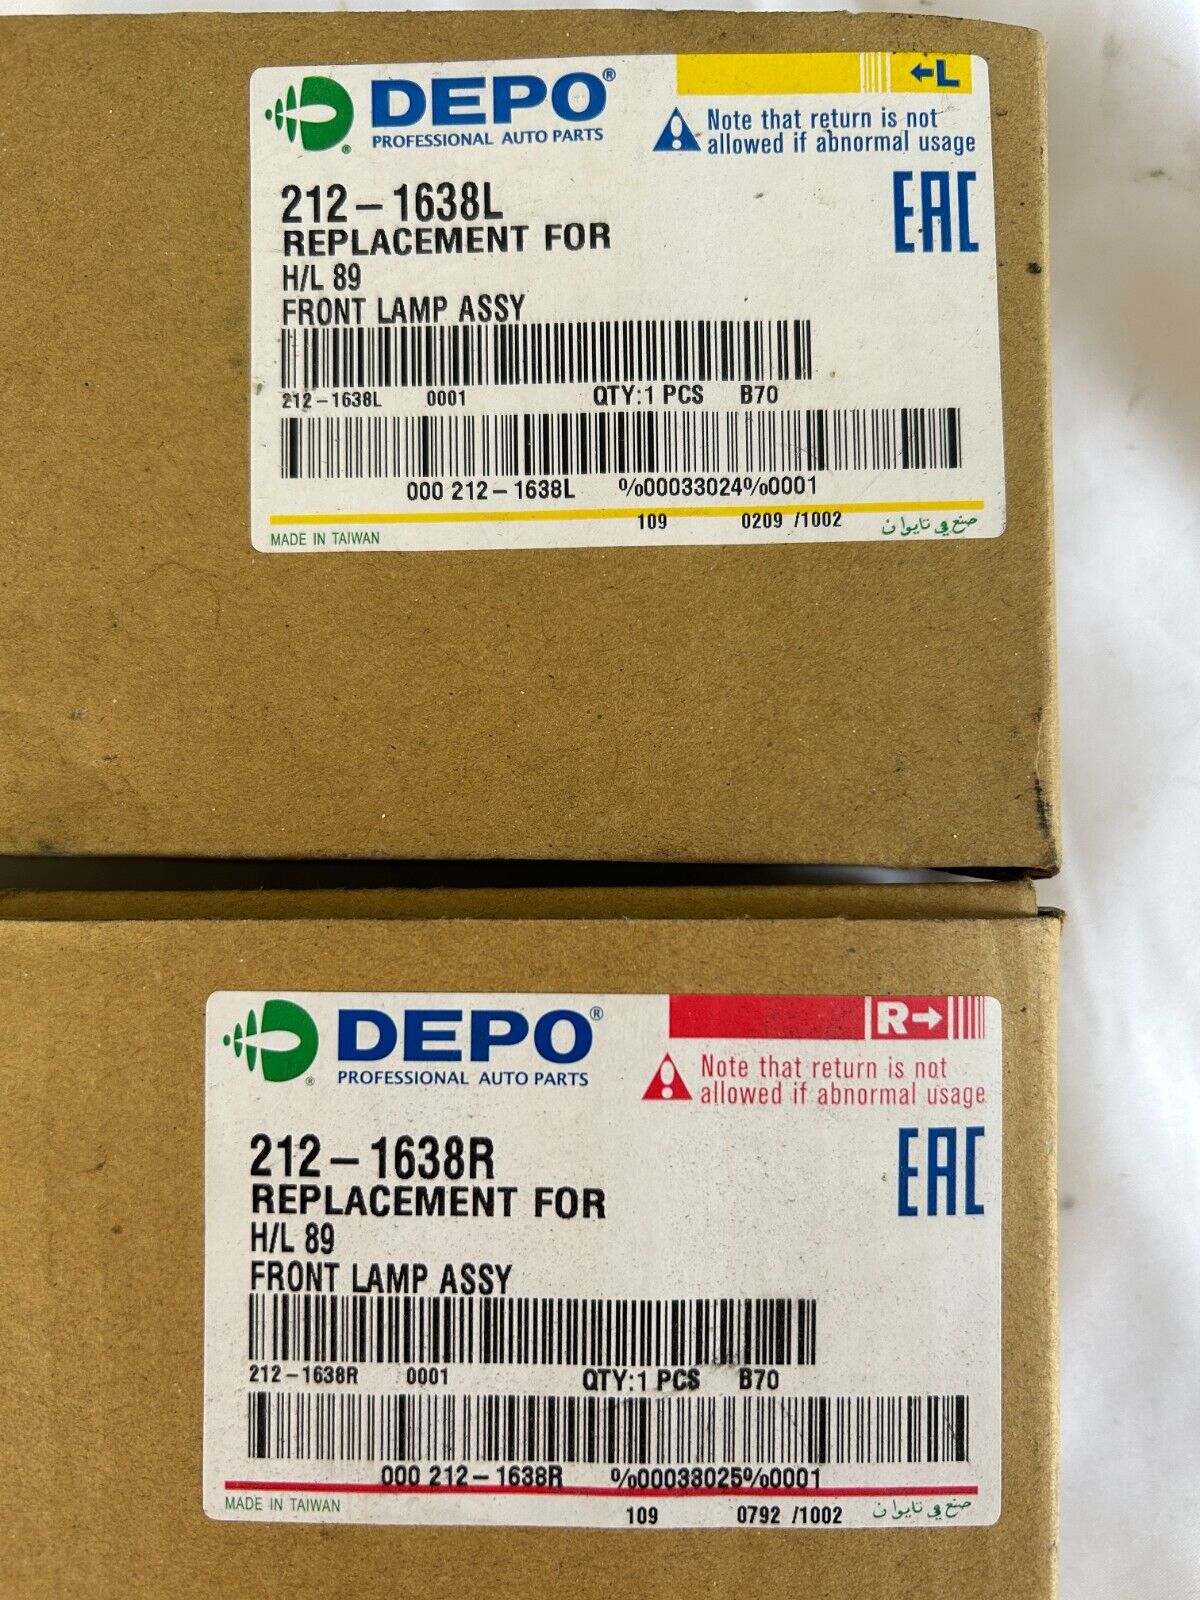 DEPO®
PROFESSIONAL AUTO PARTS
←L
Note that return is not
allowed if abnormal usage
212-1638L
REPLACEMENT FOR
EAC
H/L 89
FRONT LAMP ASSY
212-1638L 0001 QTY:1 PCS B70
000 212-1638L %00033024%0001
109 0209 /1002
MADE IN TAIWAN
صنع في تايوان
DEPO®
PROFESSIONAL AUTO PARTS
R→
Note that return is not
allowed if abnormal usage
212-1638R
REPLACEMENT FOR
EAC
H/L 89
FRONT LAMP ASSY
212-1638R 0001 QTY:1 PCS B70
000 212-1638R %00033025%0001
109 0792 /1002
MADE IN TAIWAN
صنع في تايوان